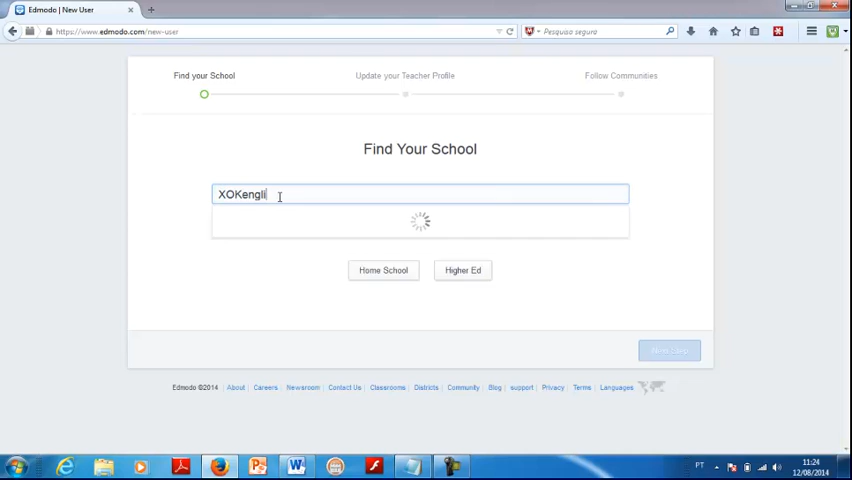 Edmodo | New User
https://www.edmodo.com/new-user
Pesquisa segura
Find your School
Update your Teacher Profile
Follow Communities
Find Your School
XOKengli
Home School
Higher Ed
Next Step
Edmodo ©2014 | About | Careers | Newsroom | Contact Us | Classrooms | Districts | Community | Blog | support | Privacy | Terms | Languages
PT
11:24
12/08/2014